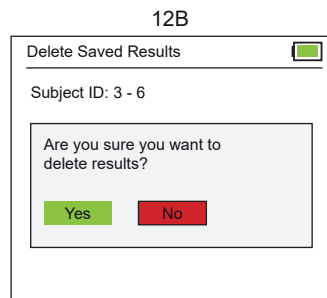 12B
Delete Saved Results
Subject ID: 3 - 6
Are you sure you want to
delete results?
Yes No